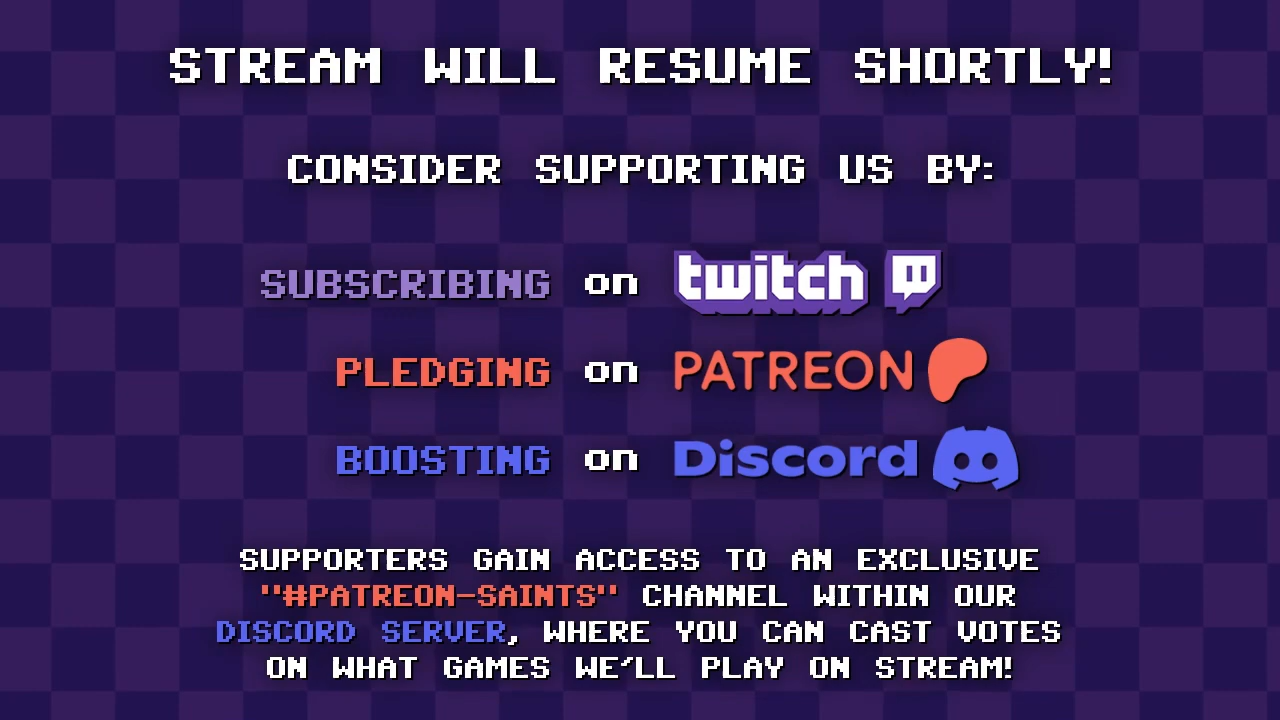 STREAM WILL RESUME SHORTLY!
CONSIDER SUPPORTING US BY:
SUBSCRIBING on twitch
PLEDGING on PATREON
BOOSTING on Discord
SUPPORTERS GAIN ACCESS TO AN EXCLUSIVE
"#PATREON-SAINTS" CHANNEL WITHIN OUR
DISCORD SERVER, WHERE YOU CAN CAST VOTES
ON WHAT GAMES WE'LL PLAY ON STREAM!